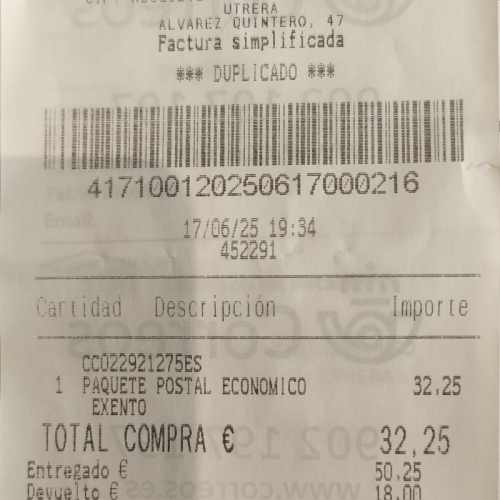 UTRERA
ALVAREZ QUINTERO, 47
Factura simplificada
*** DUPLICADO ***
417100120250617000216
17/06/25 19:34
452291
Cantidad Descripción Importe
CC022921275ES
1 PAQUETE POSTAL ECONOMICO 32,25
EXENTO
TOTAL COMPRA € 32,25
Entregado € 50,25
Devuelto € 18,00